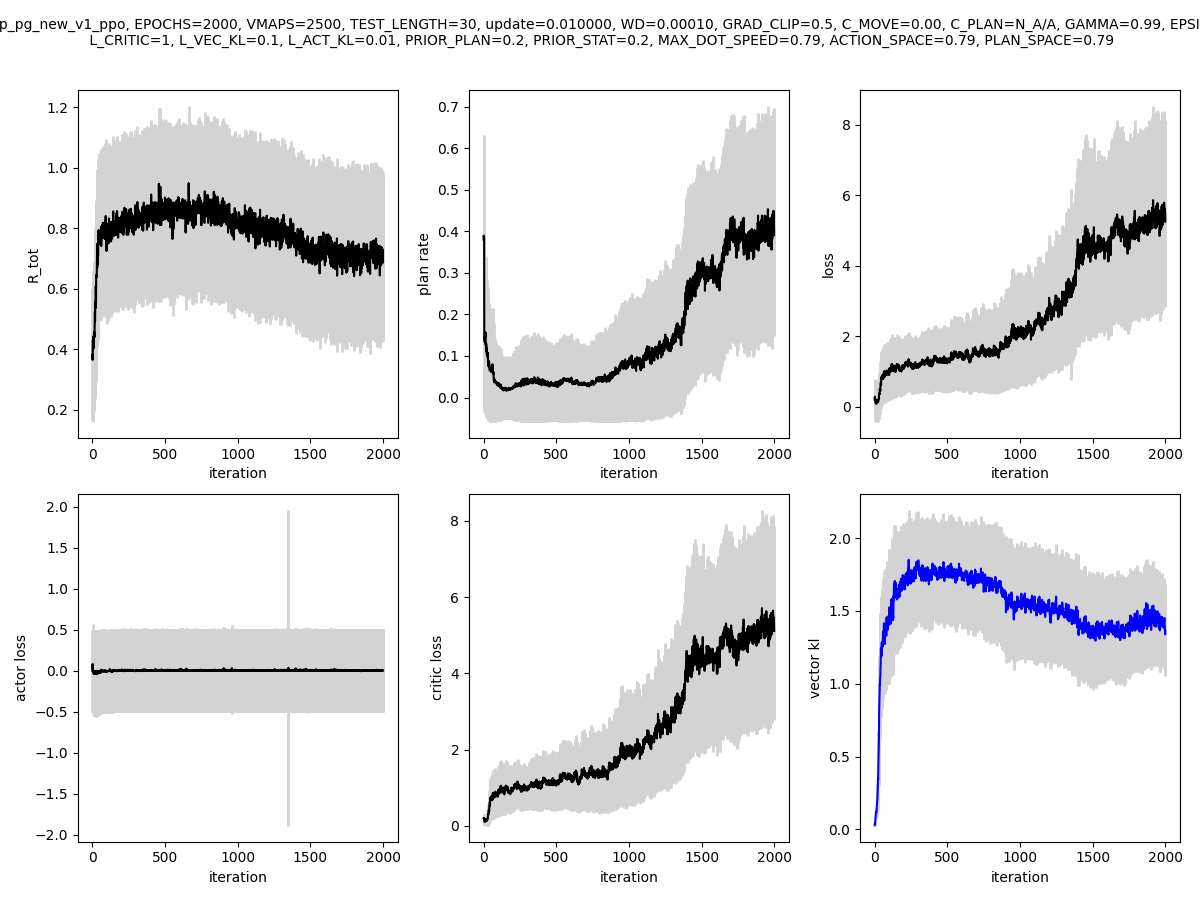 p_pg_new_v1_ppo, EPOCHS=2000, VMAPS=2500, TEST_LENGTH=30, update=0.010000, WD=0.00010, GRAD_CLIP=0.5, C_MOVE=0.00, C_PLAN=N_A/A, GAMMA=0.99, EPSI
L_CRITIC=1, L_VEC_KL=0.1, L_ACT_KL=0.01, PRIOR_PLAN=0.2, PRIOR_STAT=0.2, MAX_DOT_SPEED=0.79, ACTION_SPACE=0.79, PLAN_SPACE=0.79
R_tot
1.2
1.0
0.8
0.6
0.4
0.2
0 500 1000 1500 2000
iteration
plan rate
0.7
0.6
0.5
0.4
0.3
0.2
0.1
0.0
0 500 1000 1500 2000
iteration
loss
8
6
4
2
0
0 500 1000 1500 2000
iteration
actor loss
2.0
1.5
1.0
0.5
0.0
−0.5
−1.0
−1.5
−2.0
0 500 1000 1500 2000
iteration
critic loss
8
6
4
2
0
0 500 1000 1500 2000
iteration
vector kl
2.0
1.5
1.0
0.5
0.0
0 500 1000 1500 2000
iteration